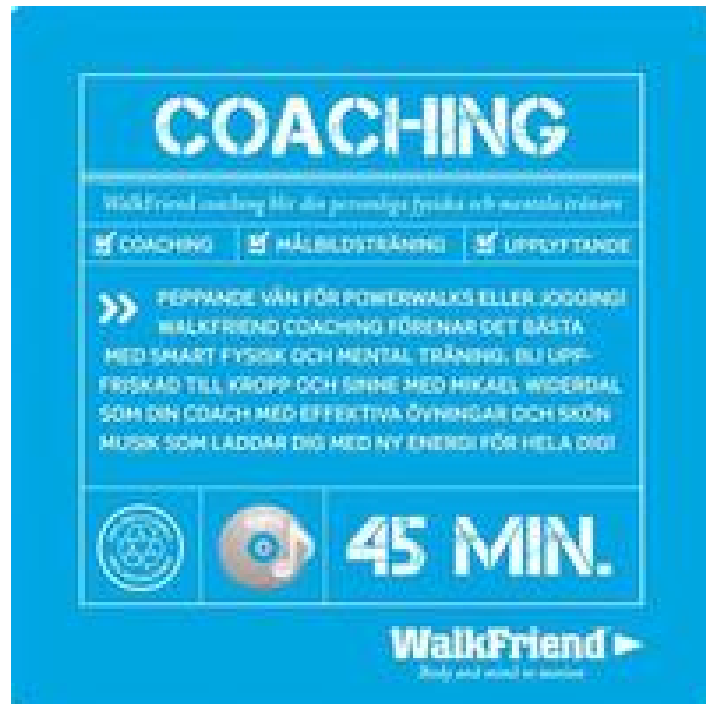 COACHING
WalkFriend coaching blir din personliga fysiska och mentala tränare
COACHING
MÅLBILDSTRÄNING
UPPLYFTANDE
PEPPANDE VÄN FÖR POWERWALKS ELLER JOGGING!
WALKFRIEND COACHING FÖRENAR DET BÄSTA
MED SMART FYSISK OCH MENTAL TRÄNING. BLI UPP-
FRISKAD TILL KROPP OCH SINNE MED MIKAEL WIDERDAL
SOM DIN COACH MED EFFEKTIVA ÖVNINGAR OCH SKÖN
MUSIK SOM LADDAR DIG MED NY ENERGI FÖR HELA DIG!
45 MIN.
WalkFriend
Body and mind in motion